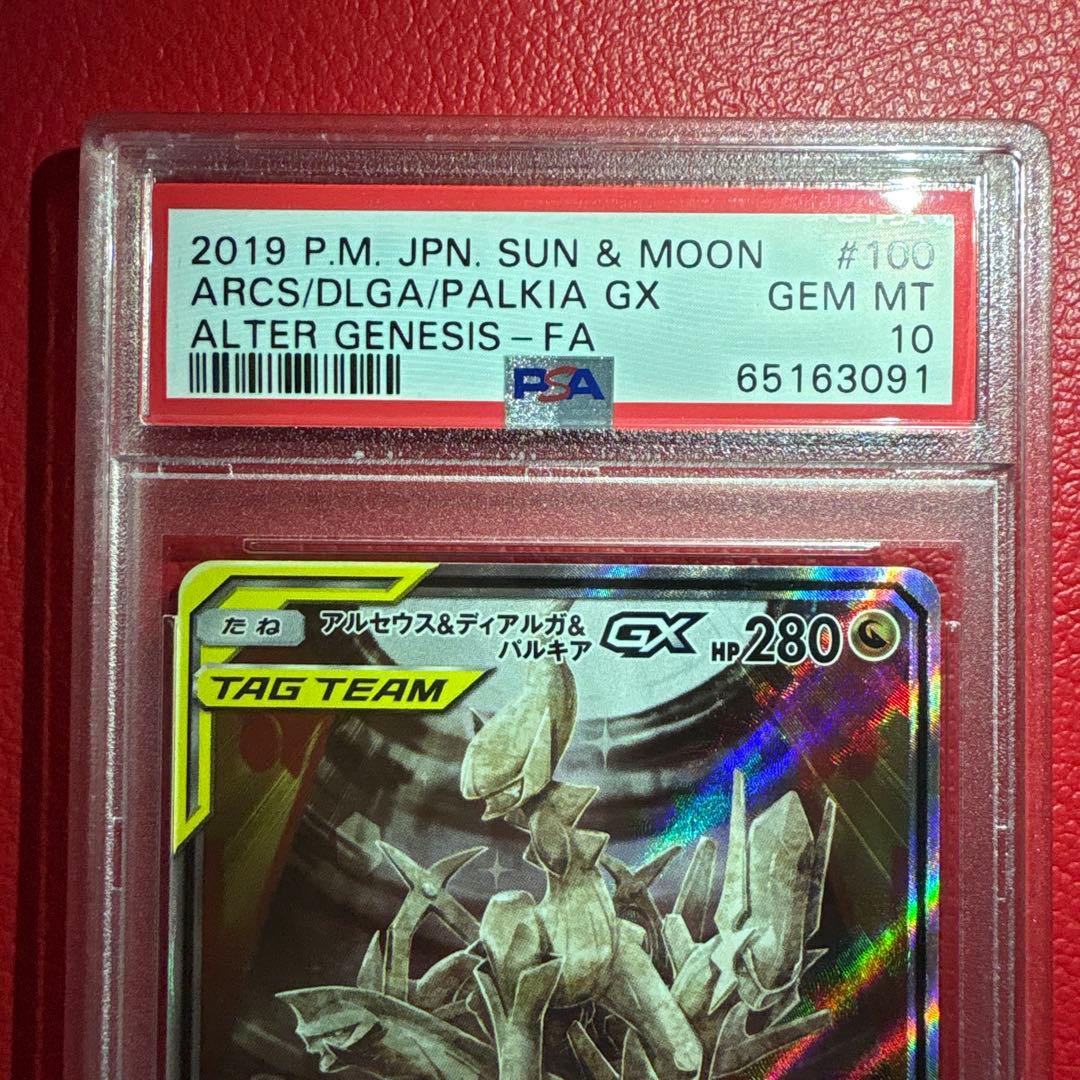 2019 P.M. JPN. SUN & MOON #100
ARCS/DLGA/PALKIA GX GEM MT
ALTER GENESIS – FA 10
PSA 65163091
たね アルセウス&ディアルガ&パルキア GX HP 280
TAG TEAM